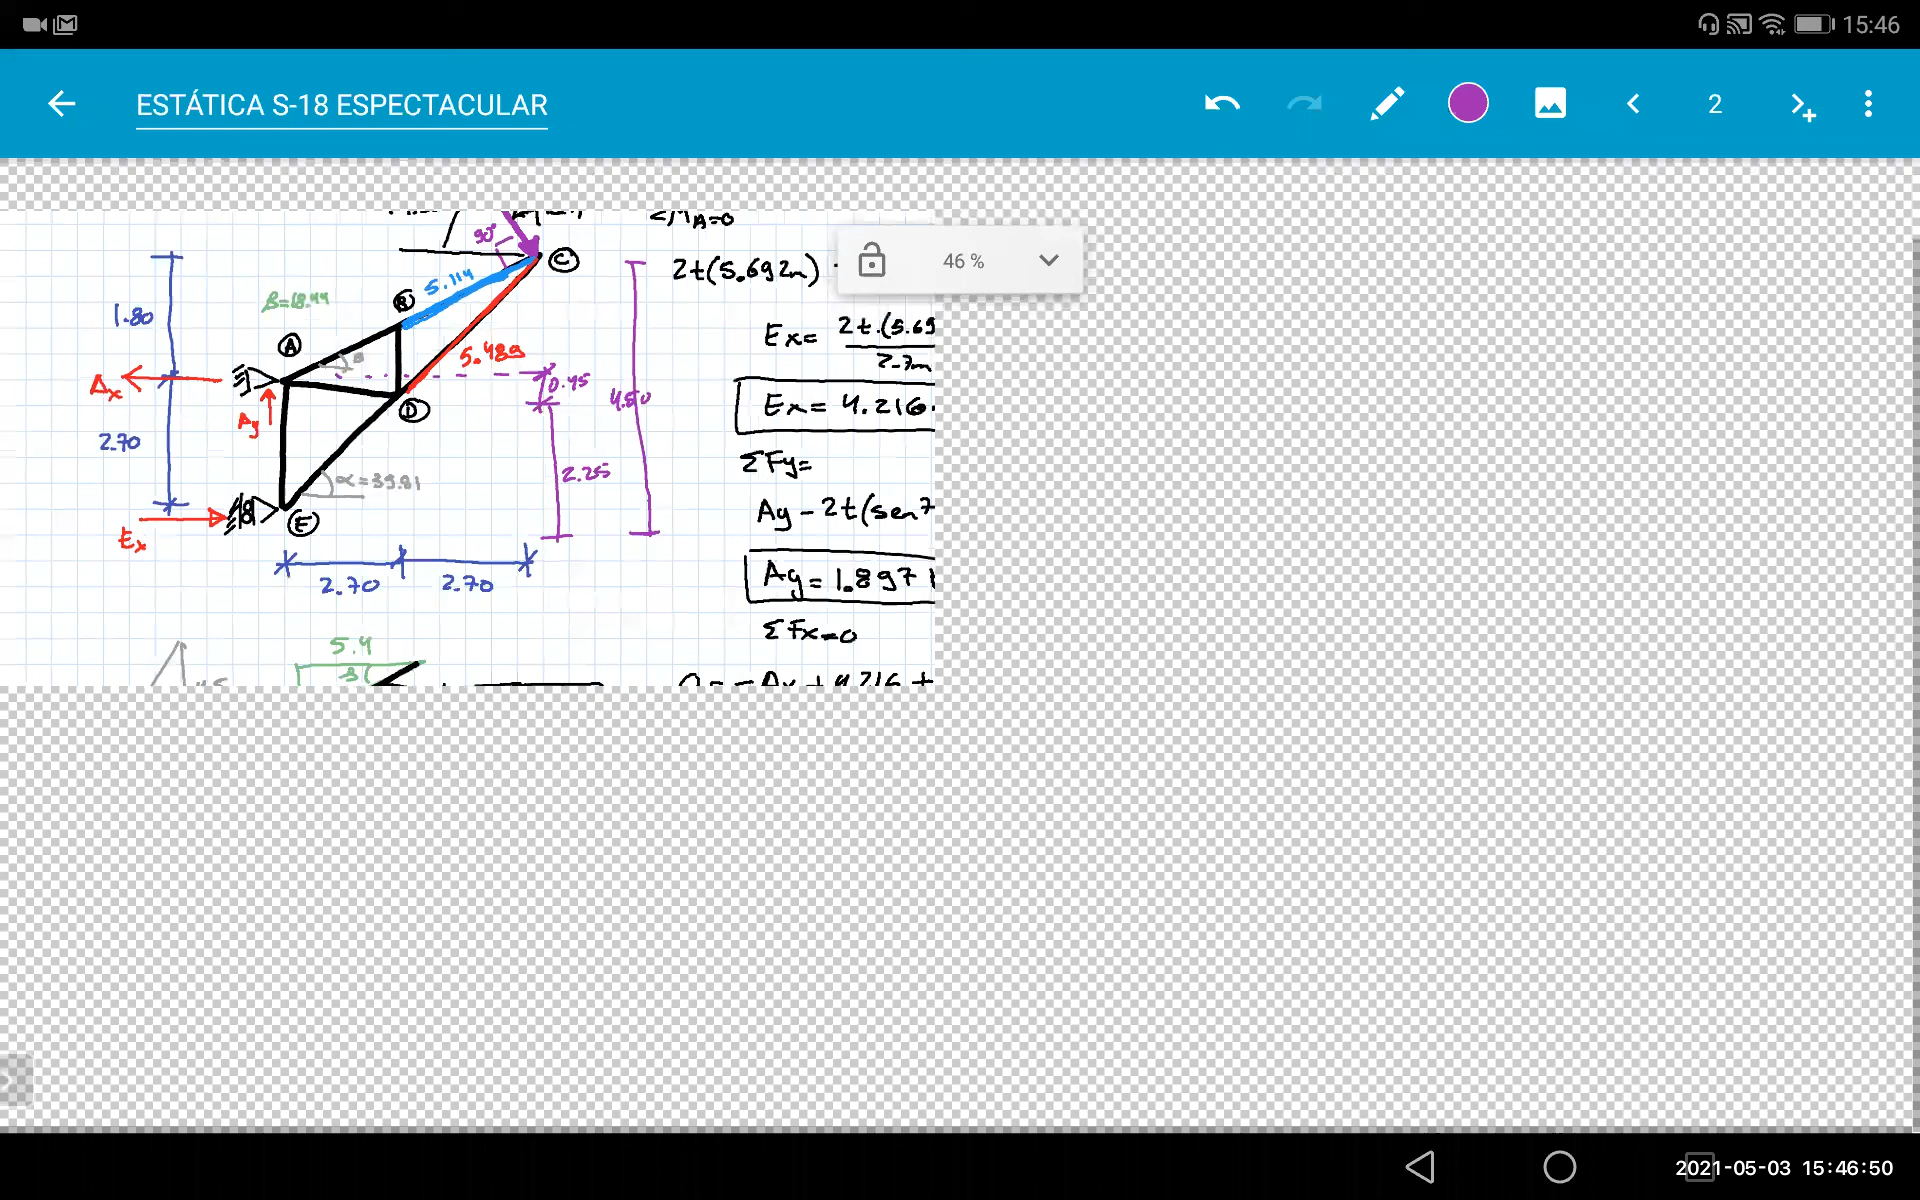 15:46
ESTÁTICA S-18 ESPECTACULAR
2
46 %
ΣM_A=0
90°
C
2t(5.692m)
5.114
β=18.44
B
1.80
Ex= 2t.(5.69
2.7m
A
5.489
0.45
Ax
4.50
Ex= 4.216
D
Ay
2.70
ΣFy=
2.25
α=39.81
Ay-2t(sen7
E
Ex
2.70
2.70
Ay= 1.897
ΣFx=0
5.4
2021-05-03 15:46:50